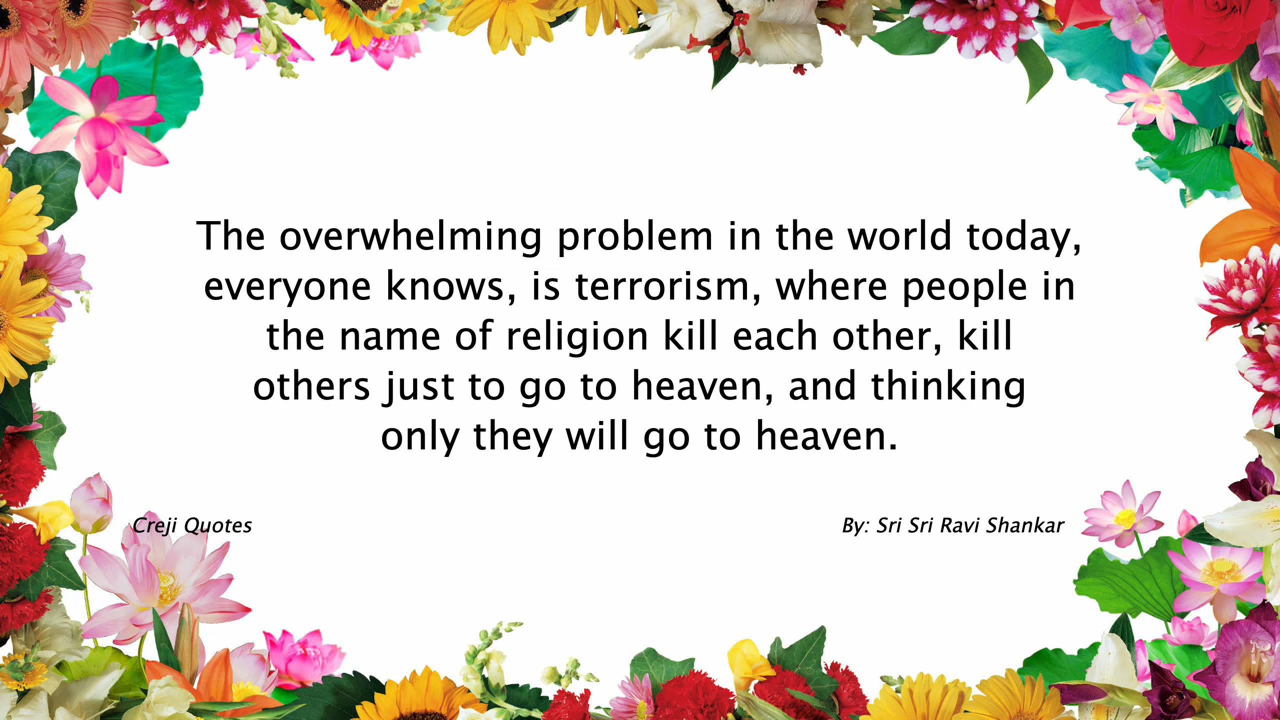 The overwhelming problem in the world today,
everyone knows, is terrorism, where people in
the name of religion kill each other, kill
others just to go to heaven, and thinking
only they will go to heaven.
Creji Quotes
By: Sri Sri Ravi Shankar